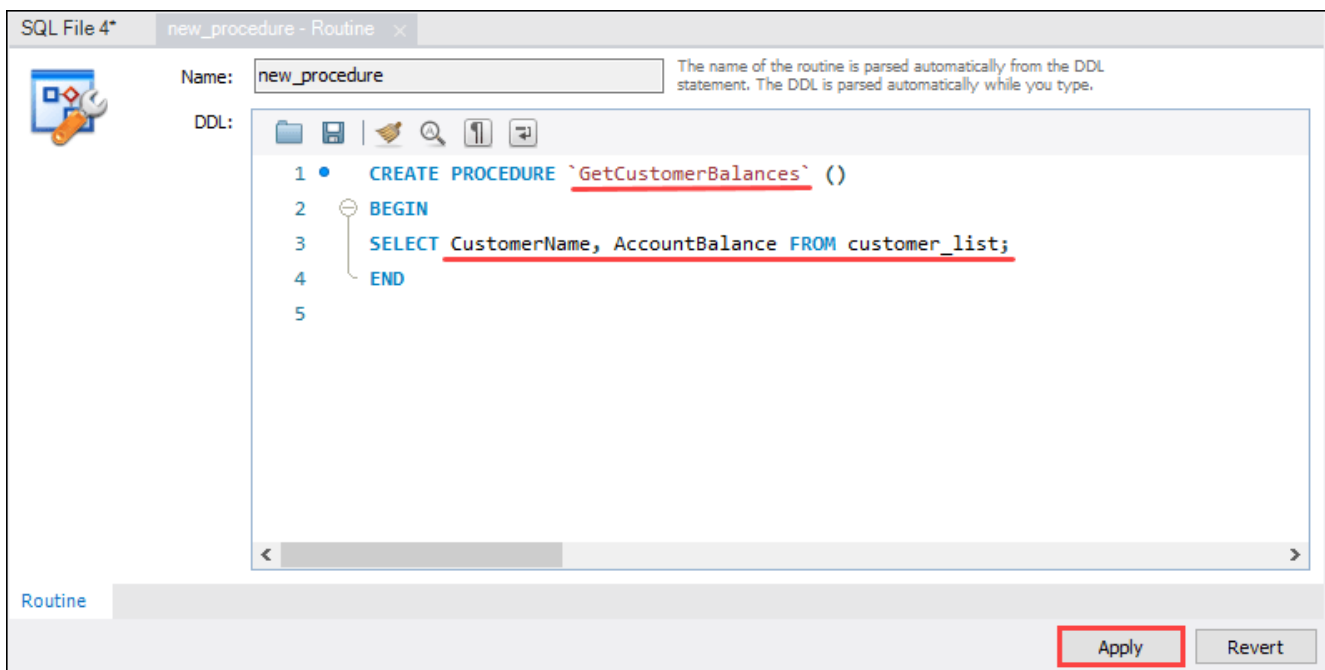 SQL File 4*
new_procedure - Routine ×
Name:
new_procedure
The name of the routine is parsed automatically from the DDL
statement. The DDL is parsed automatically while you type.
DDL:
1 CREATE PROCEDURE `GetCustomerBalances` ()
2 BEGIN
3 SELECT CustomerName, AccountBalance FROM customer_list;
4 END
5
Routine
Apply
Revert